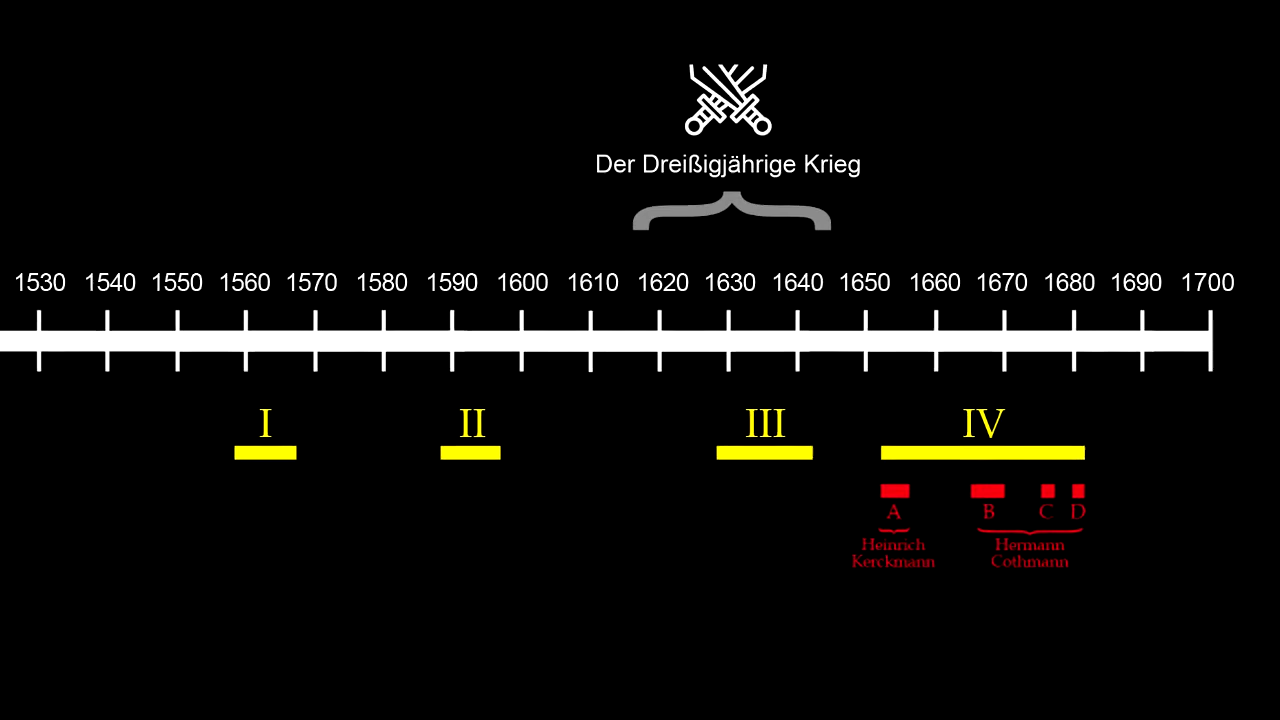 Der Dreißigjährige Krieg
1530 1540 1550 1560 1570 1580 1590 1600 1610 1620 1630 1640 1650 1660 1670 1680 1690 1700
I II III IV
A B C D
Heinrich Hermann
Kerckmann Cothmann